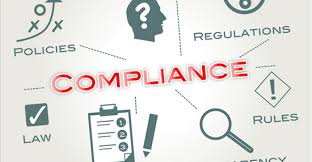 POLICIES
REGULATIONS
COMPLIANCE
LAW
RULES